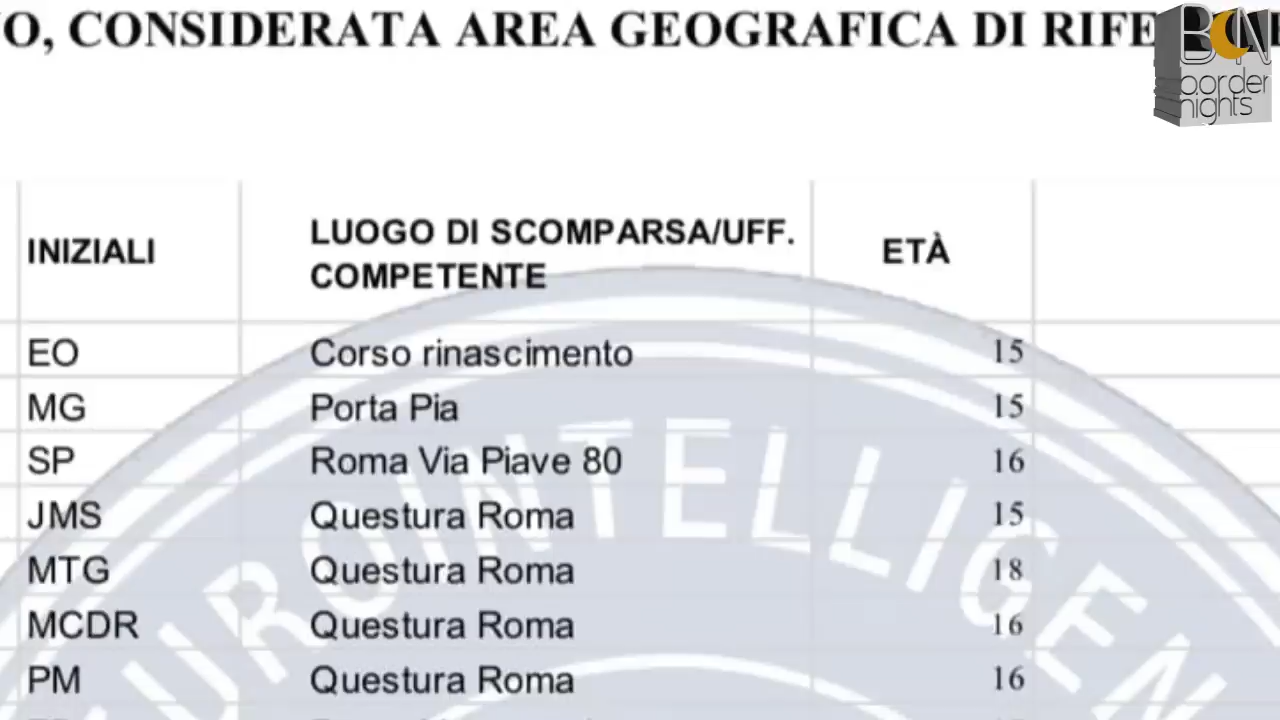 O, CONSIDERATA AREA GEOGRAFICA DI RIFE
BCN
border
nights
INIZIALI LUOGO DI SCOMPARSA/UFF. COMPETENTE ETÀ
EO Corso rinascimento 15
MG Porta Pia 15
SP Roma Via Piave 80 16
JMS Questura Roma 15
MTG Questura Roma 18
MCDR Questura Roma 16
PM Questura Roma 16
EUROINTELLIGEN